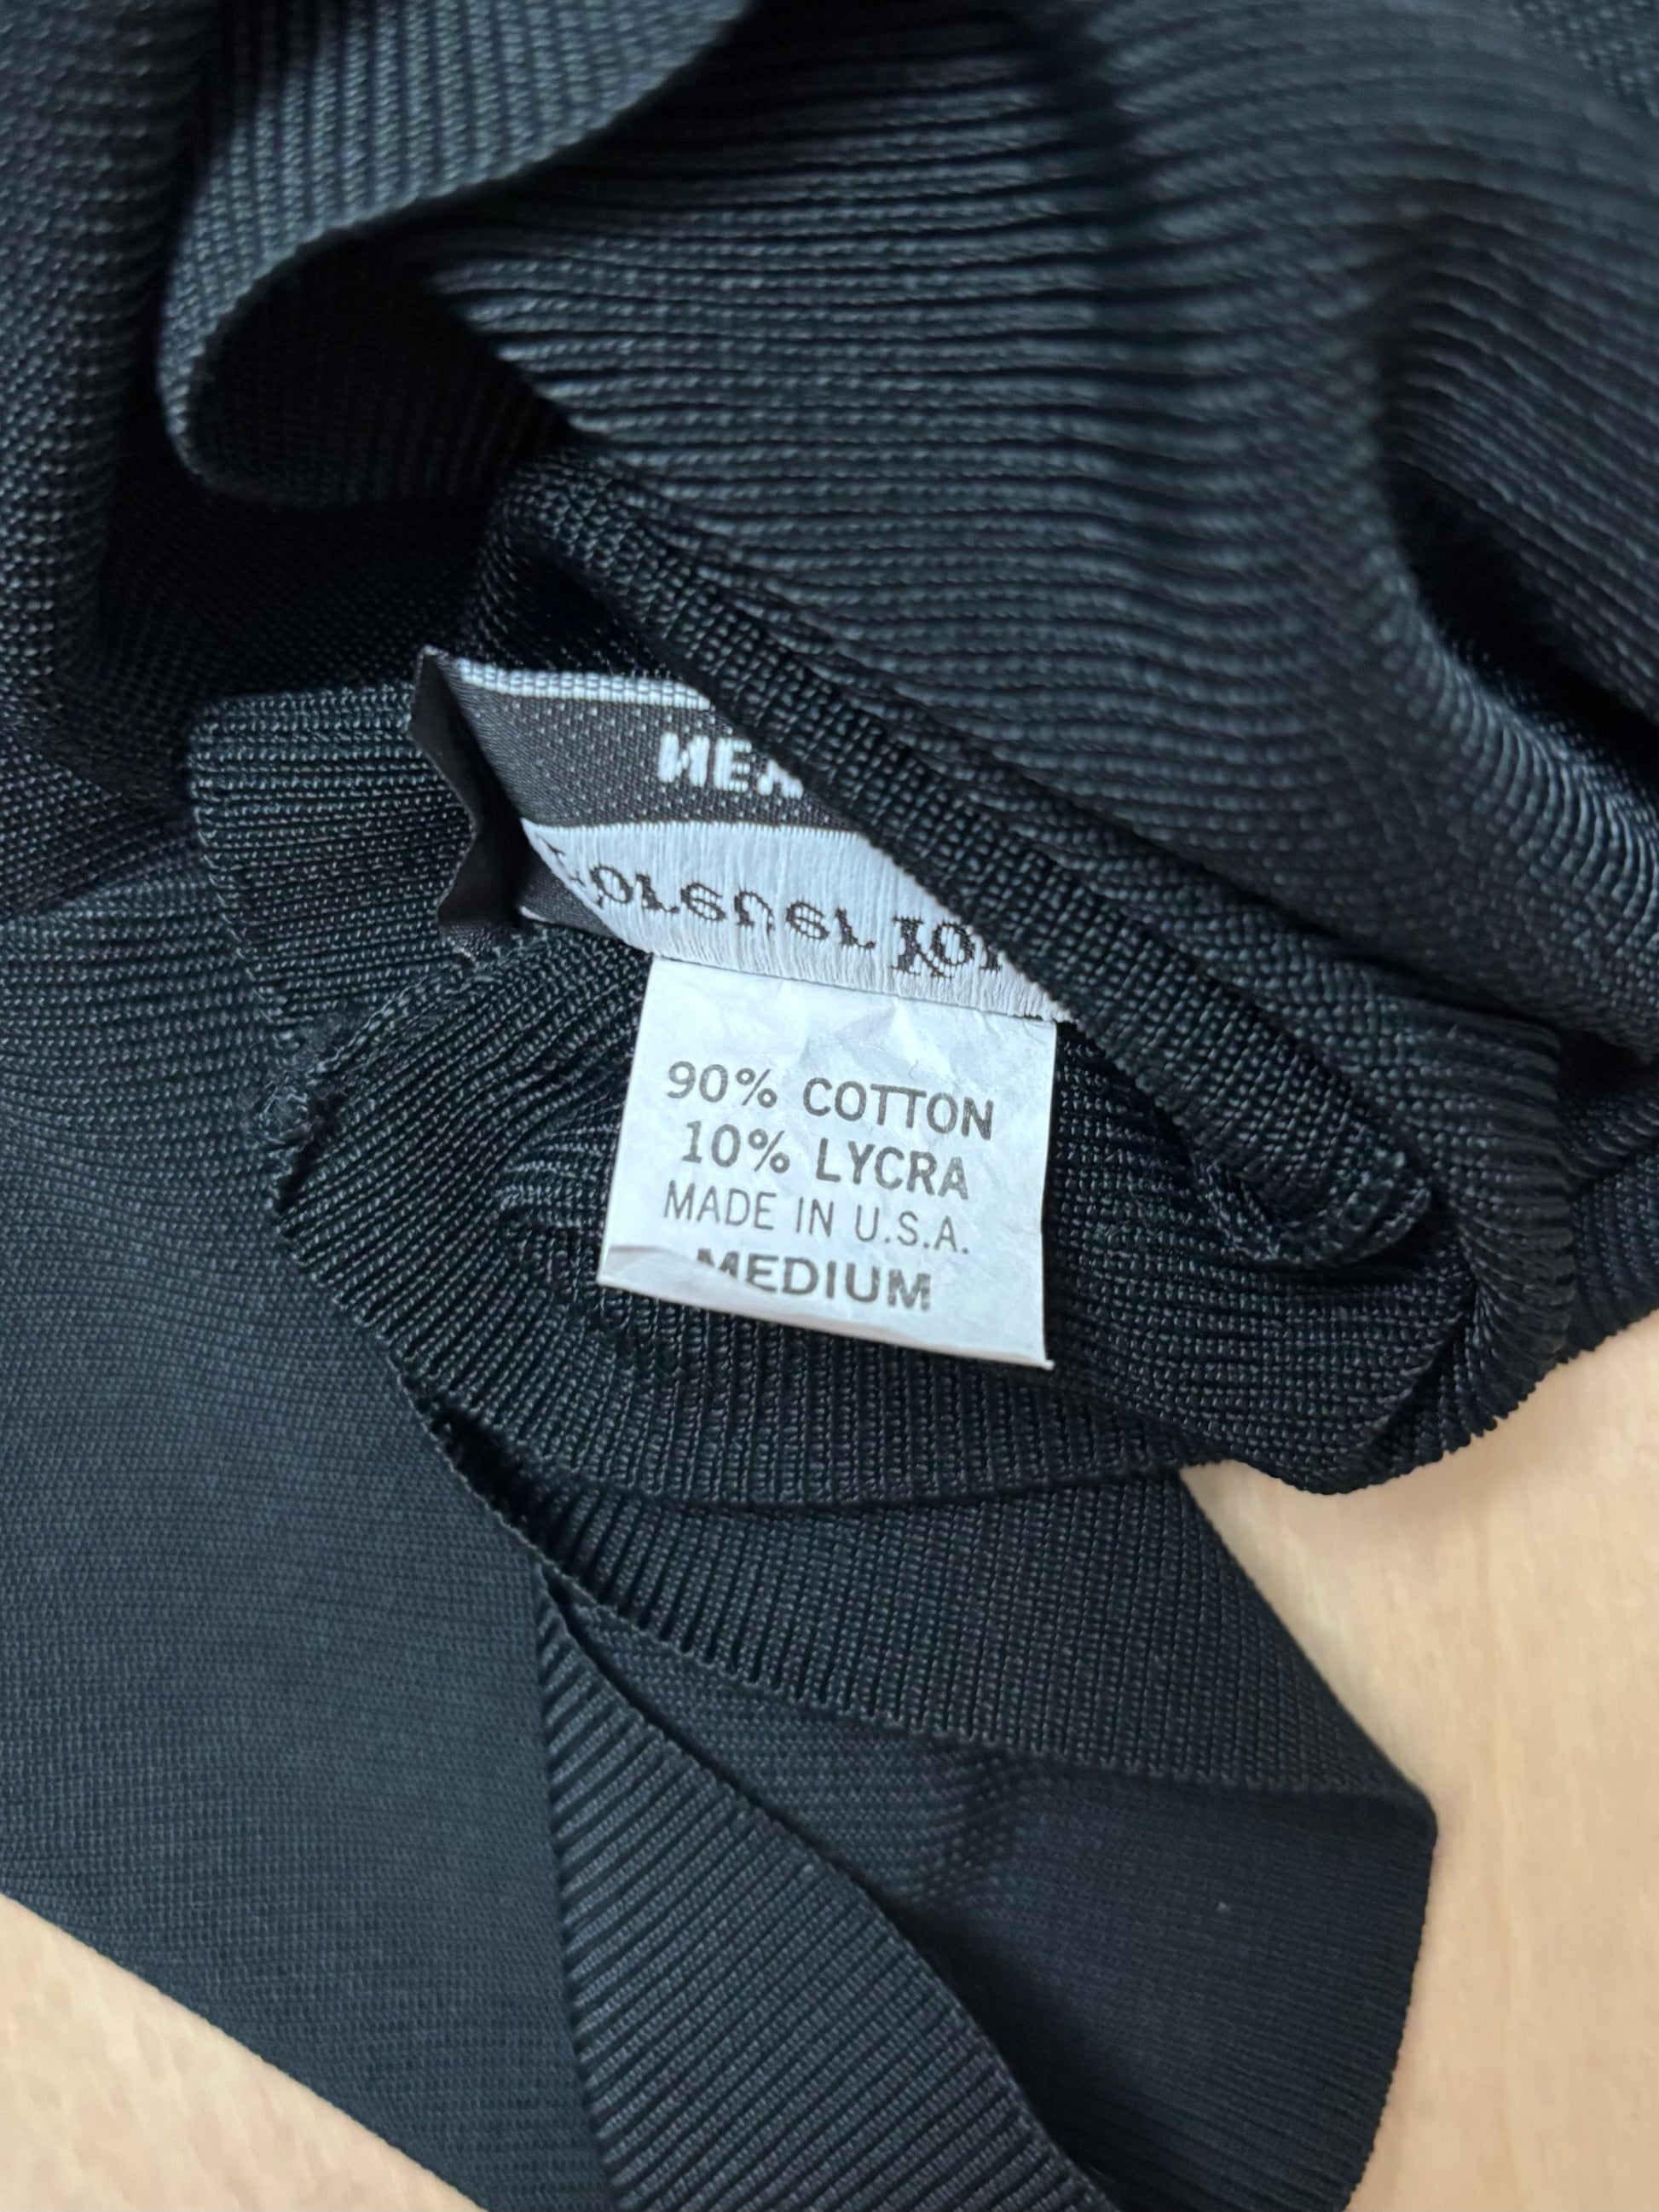 90% COTTON
10% LYCRA
MADE IN U.S.A.
MEDIUM